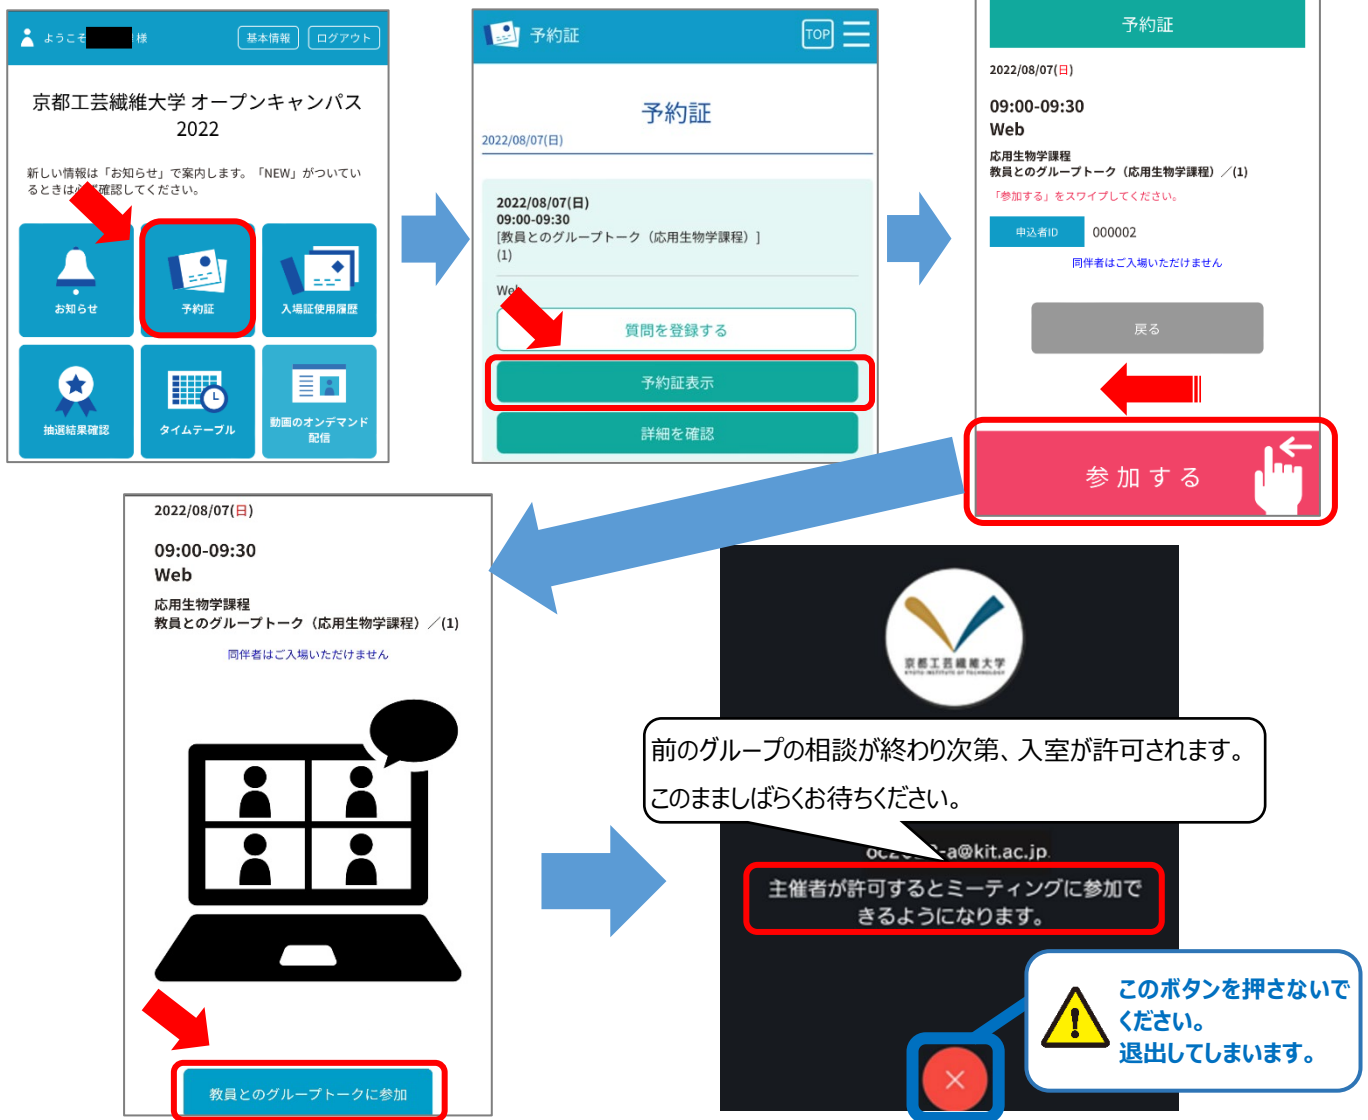 ようこそ 様
基本情報
ログアウト
京都工芸繊維大学 オープンキャンパス
2022
新しい情報は「お知らせ」で案内します。「NEW」がついてい
るときは必ず確認してください。
お知らせ
予約証
入場証使用履歴
抽選結果確認
タイムテーブル
動画のオンデマンド
配信
予約証
TOP
予約証
2022/08/07(日)
2022/08/07(日)
09:00-09:30
[教員とのグループトーク（応用生物学課程）]
(1)
Web
質問を登録する
予約証表示
詳細を確認
予約証
2022/08/07(日)
09:00-09:30
Web
応用生物学課程
教員とのグループトーク（応用生物学課程）／(1)
「参加する」をスワイプしてください。
申込者ID 000002
同伴者はご入場いただけません
戻る
参加する
2022/08/07(日)
09:00-09:30
Web
応用生物学課程
教員とのグループトーク（応用生物学課程）／(1)
同伴者はご入場いただけません
教員とのグループトークに参加
京都工芸繊維大学
KYOTO INSTITUTE OF TECHNOLOGY
前のグループの相談が終わり次第、入室が許可されます。
このまましばらくお待ちください。
-a@kit.ac.jp
主催者が許可するとミーティングに参加で
きるようになります。
このボタンを押さないで
ください。
退出してしまいます。